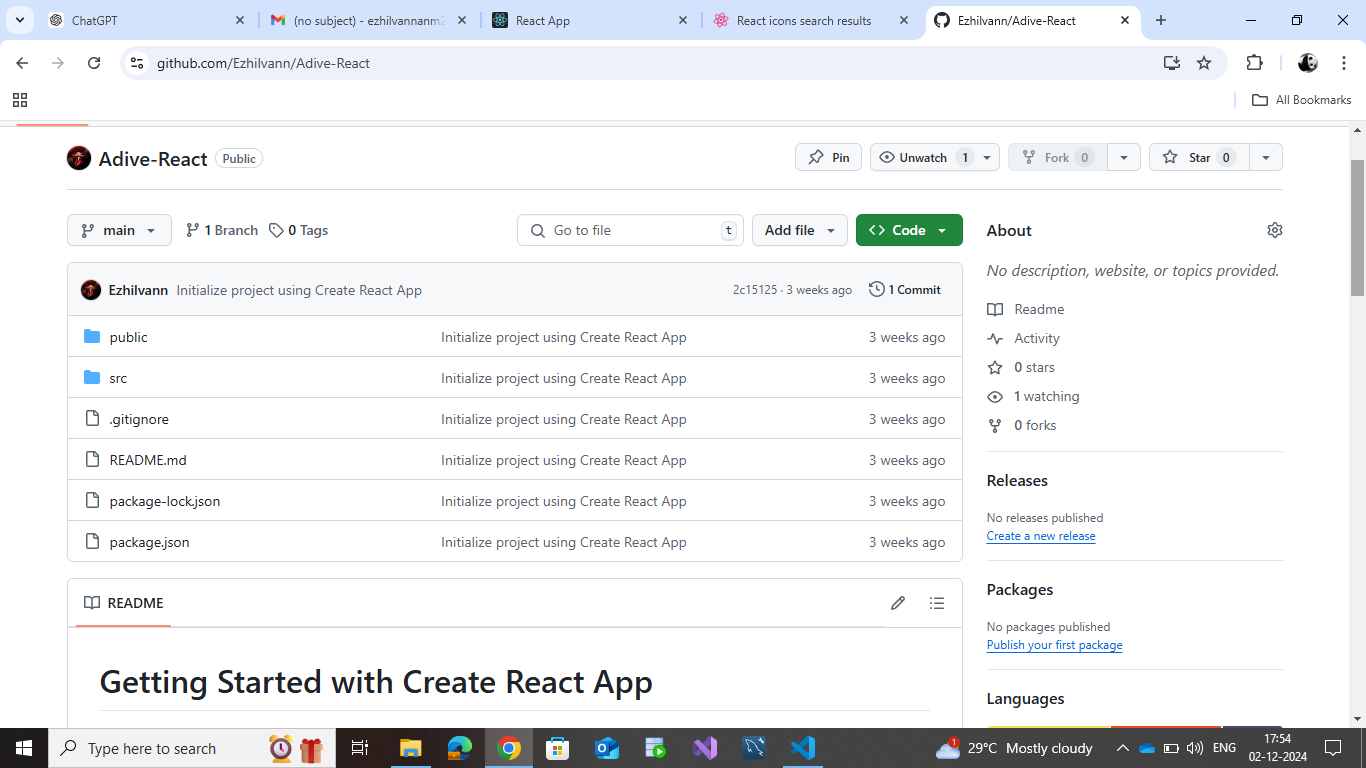 ChatGPT
(no subject) - ezhilvannanm2
React App
React icons search results
Ezhilvann/Adive-React
github.com/Ezhilvann/Adive-React
All Bookmarks
Adive-React Public
Pin
Unwatch 1
Fork 0
Star 0
main
1 Branch
0 Tags
Go to file t
Add file
Code
About
No description, website, or topics provided.
Ezhilvann Initialize project using Create React App 2c15125 · 3 weeks ago 1 Commit
public Initialize project using Create React App 3 weeks ago
src Initialize project using Create React App 3 weeks ago
.gitignore Initialize project using Create React App 3 weeks ago
README.md Initialize project using Create React App 3 weeks ago
package-lock.json Initialize project using Create React App 3 weeks ago
package.json Initialize project using Create React App 3 weeks ago
Readme
Activity
0 stars
1 watching
0 forks
Releases
No releases published
Create a new release
Packages
No packages published
Publish your first package
Languages
README
Getting Started with Create React App
Type here to search
1
29°C Mostly cloudy
ENG
17:54
02-12-2024